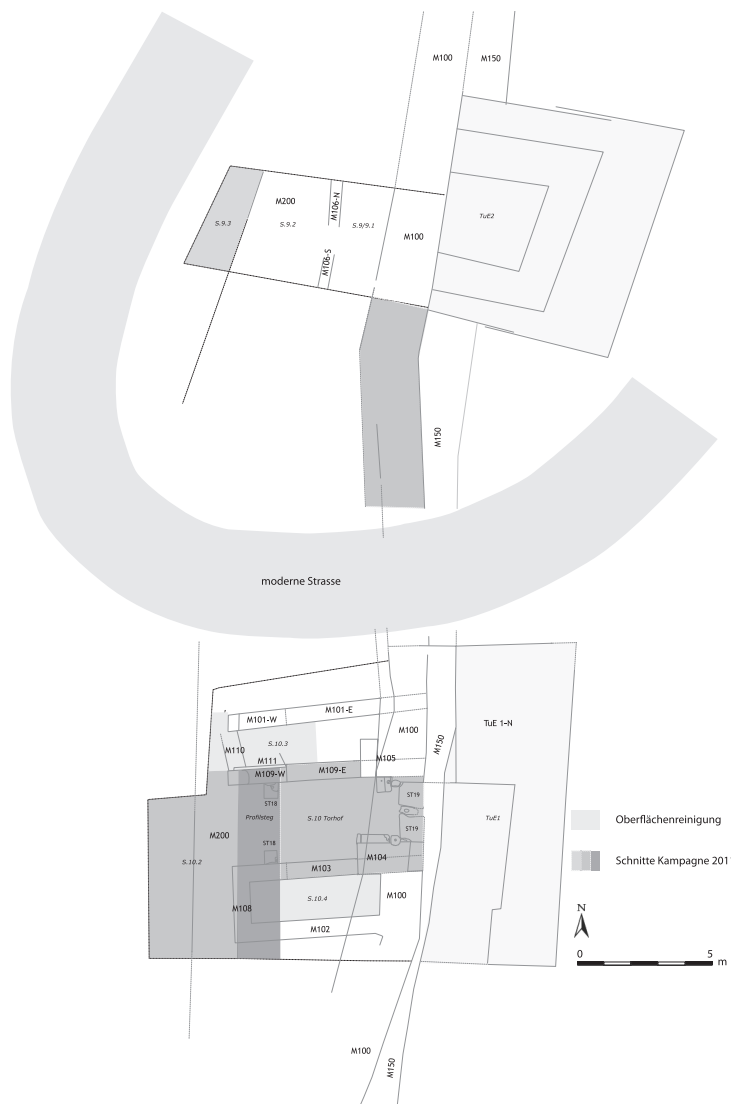 M100
M150
M200
M106-N
TuE2
S.9.3
S.9.2
S.9/9.1
M100
M106-S
M150
moderne Strasse
M101-E
M101-W
TuE 1-N
M100
M150
S.10.3
M110
M105
M111
M109-W
M109-E
ST19
ST18
Profilsteg
S.10 Torhof
TuE1
Oberflächenreinigung
ST19
M200
ST18
M104
S.10.2
M103
Schnitte Kampagne 201
M100
S.10.4
M108
N
M102
0
5
m
M100
M150